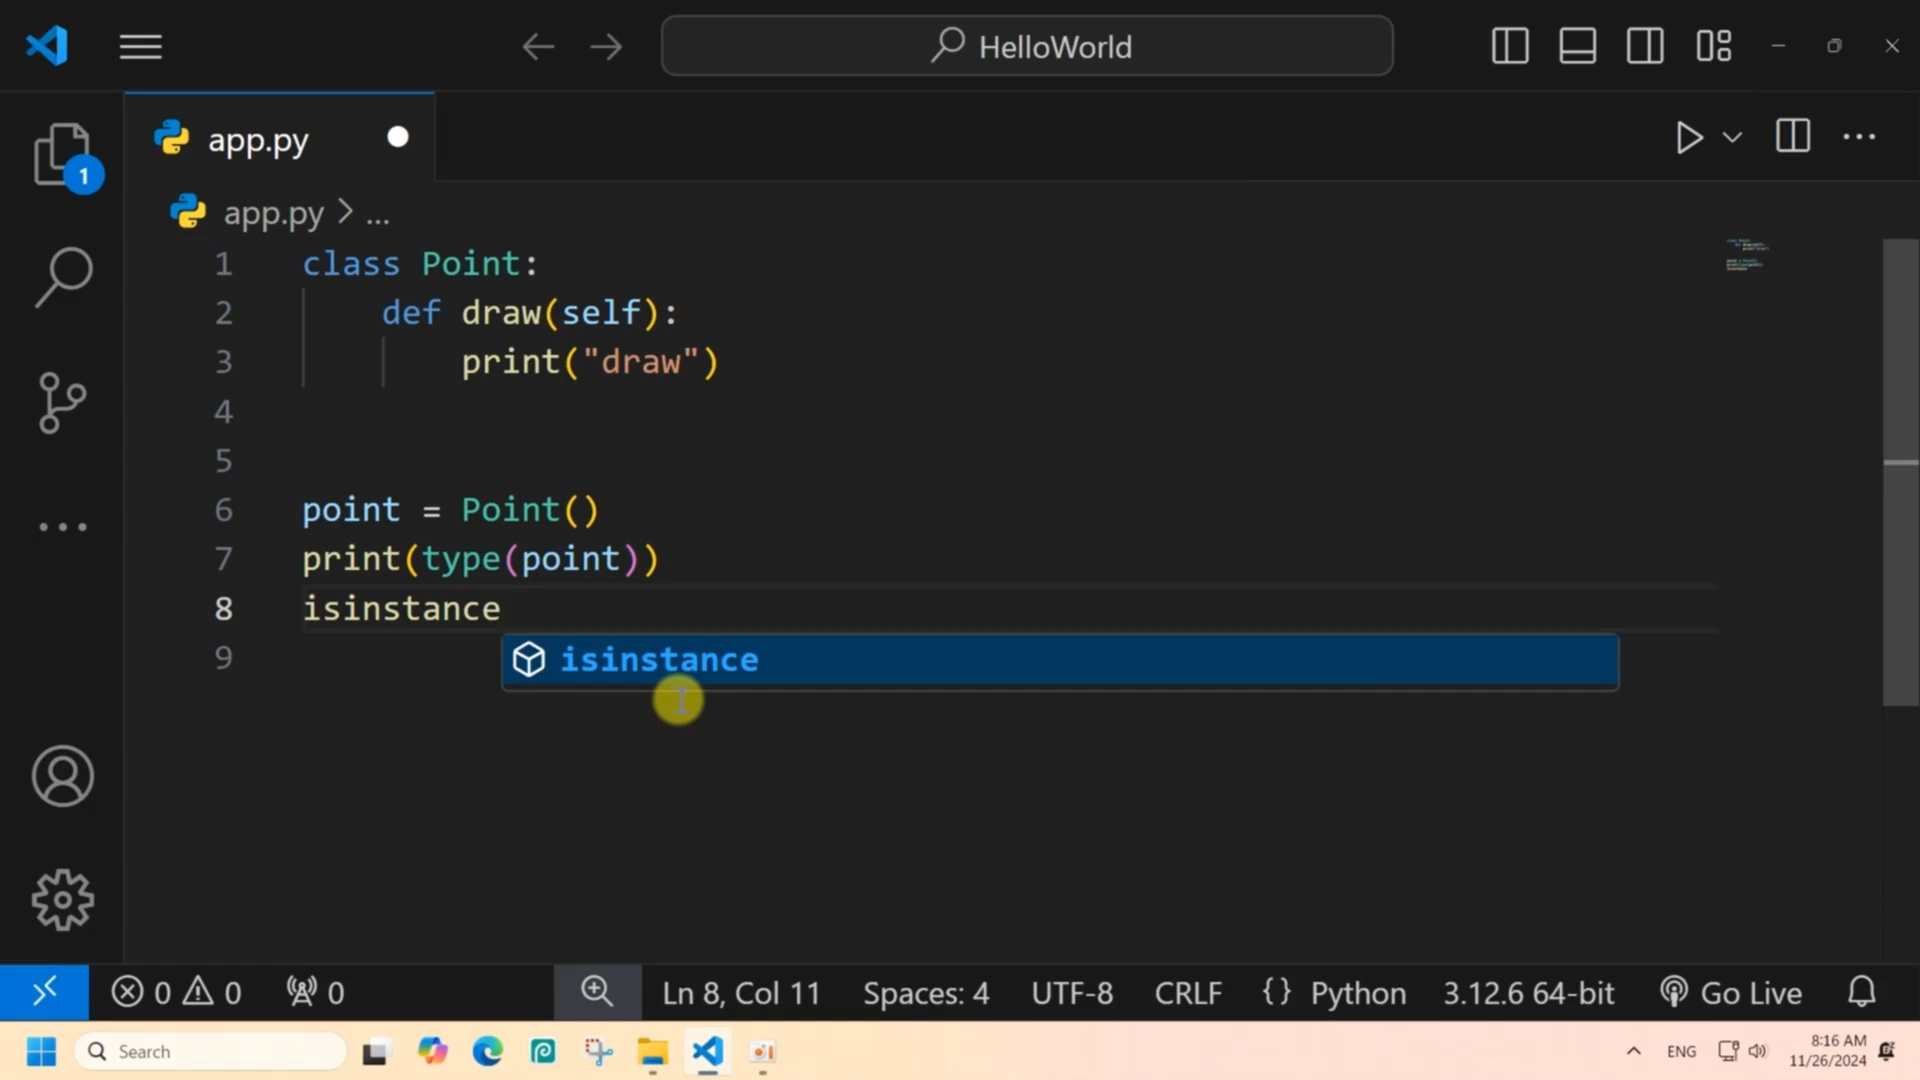 HelloWorld
app.py
1
app.py > ...
1 class Point:
2 def draw(self):
3 print("draw")
4
5
6 point = Point()
7 print(type(point))
8 isinstance
isinstance
9
0 0 0 Ln 8, Col 11 Spaces: 4 UTF-8 CRLF {} Python 3.12.6 64-bit Go Live
Search ENG 8:16 AM
11/26/2024